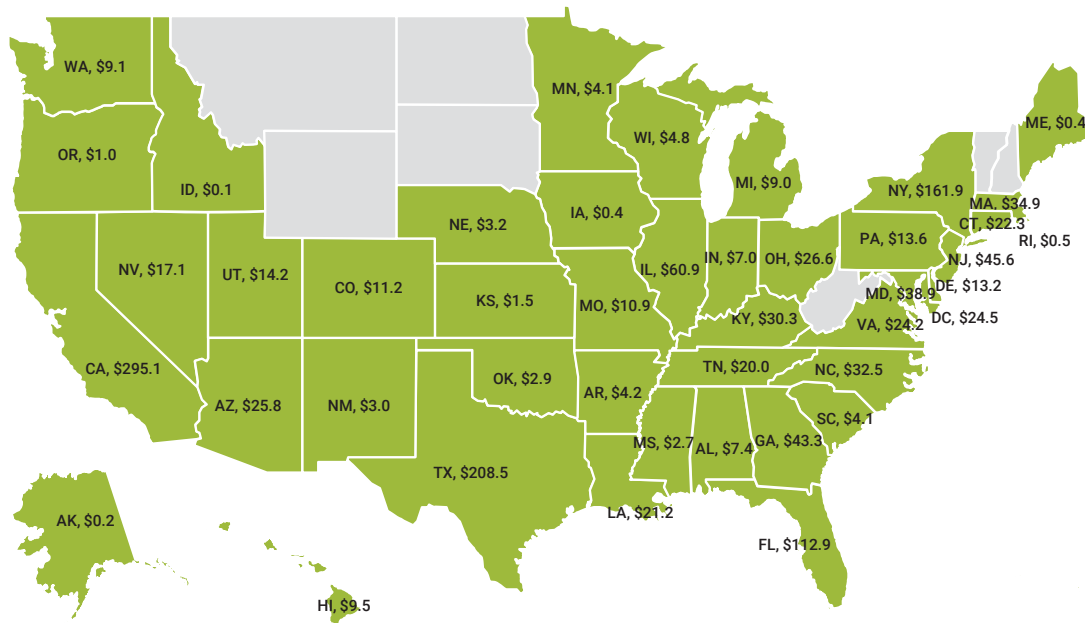 WA, $9.1
MN, $4.1
ME, $0.4
WI, $4.8
OR, $1.0
ID, $0.1
MI, $9.0
NY, $161.9
MA. $34.9
NE, $3.2
IA, $0.4
CT, $22.3
PA, $13.6
RI, $0.5
NV, $17.1
UT, $14.2
CO, $11.2
IL, $60.9
IN, $7.0
OH, $26.6
NJ, $45.6
KS, $1.5
MO, $10.9
MD, $38.9
DE, $13.2
KY, $30.3
VA, $24.2
DC, $24.5
CA, $295.1
TN, $20.0
NC, $32.5
OK, $2.9
AR, $4.2
AZ, $25.8
NM, $3.0
SC, $4.1
MS, $2.7
AL, $7.4
GA, $43.3
TX, $208.5
LA, $21.2
AK, $0.2
FL, $112.9
HI, $9.5